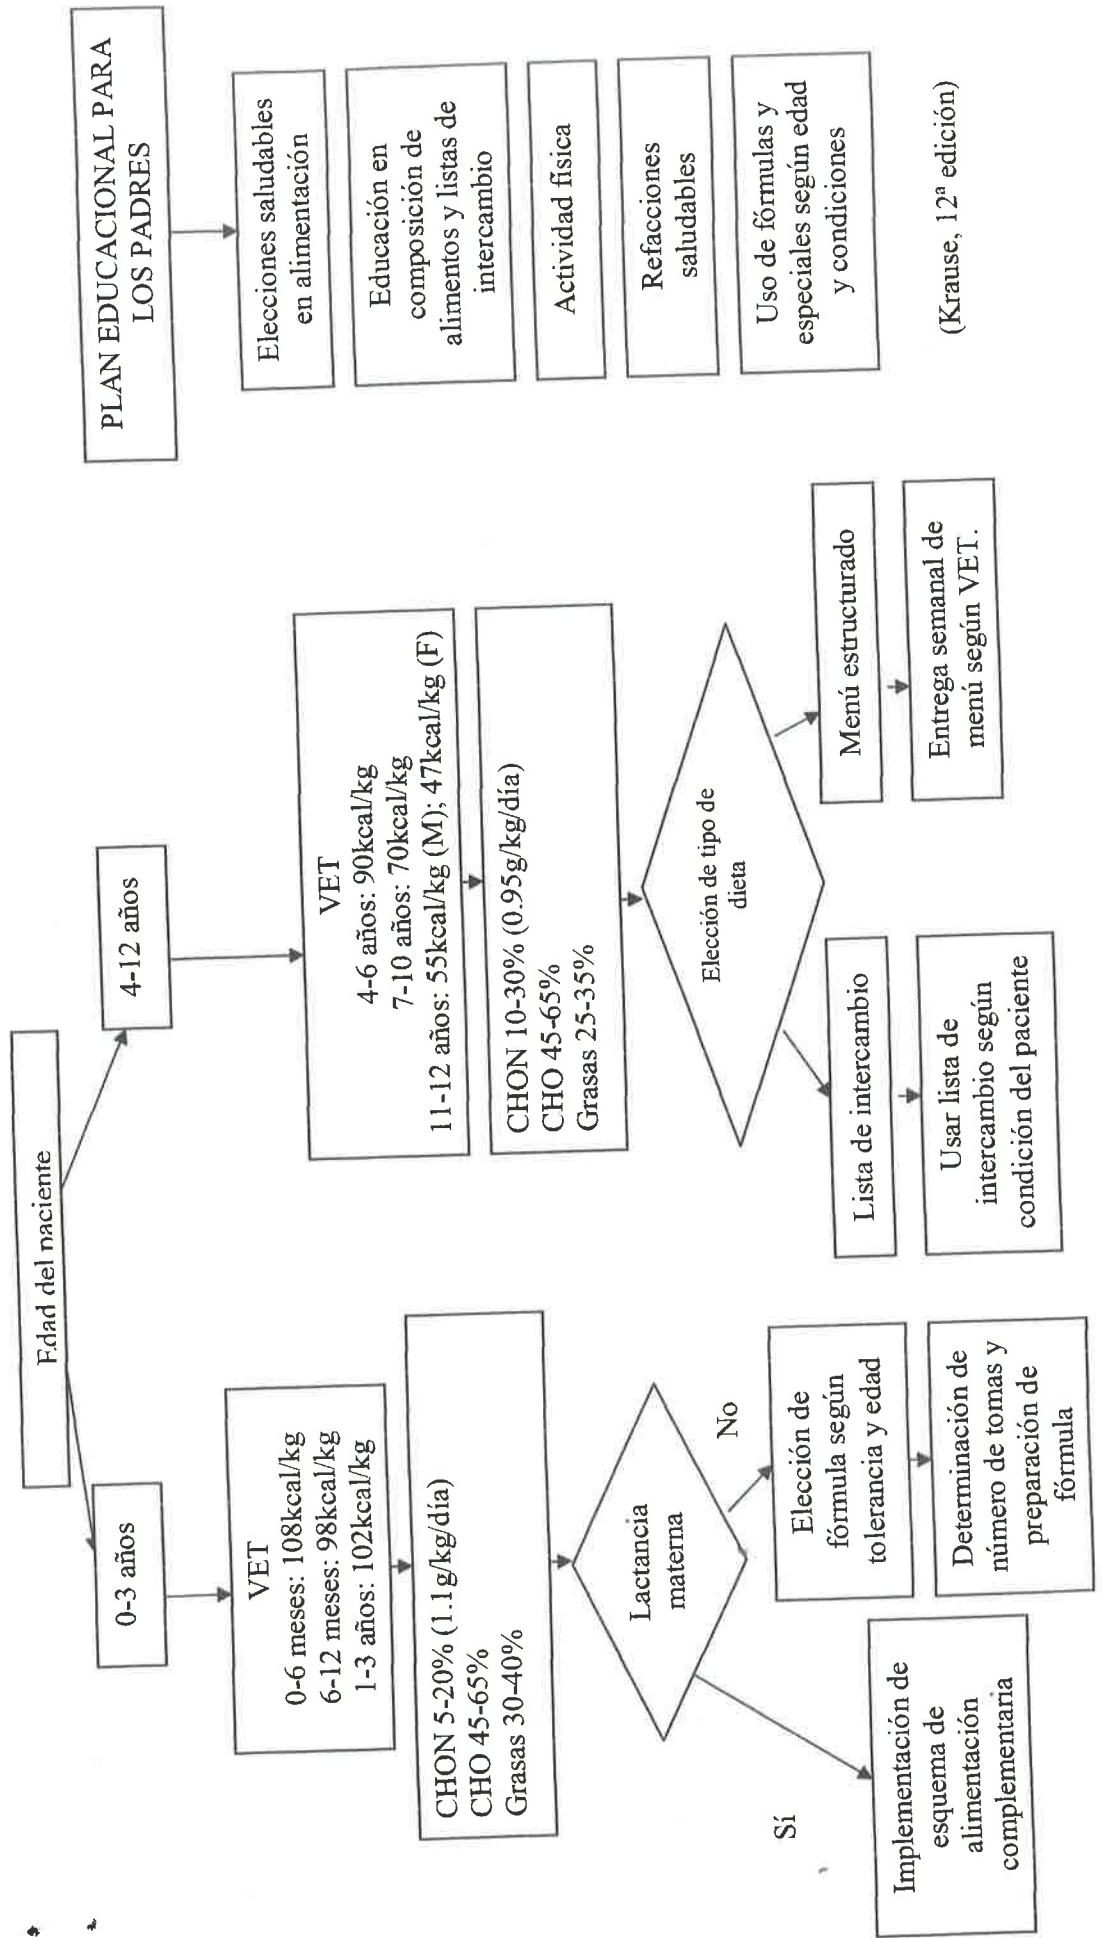 Edad del paciente
0-3 años
VET
0-6 meses: 108kcal/kg
6-12 meses: 98kcal/kg
1-3 años: 102kcal/kg
CHON 5-20% (1.1g/kg/día)
CHO 45-65%
Grasas 30-40%
Lactancia
materna
Sí
No
Implementación de
esquema de
alimentación
complementaria
Elección de
fórmula según
tolerancia y edad
Determinación de
número de tomas y
preparación de
fórmula
4-12 años
VET
4-6 años: 90kcal/kg
7-10 años: 70kcal/kg
11-12 años: 55kcal/kg (M); 47kcal/kg (F)
CHON 10-30% (0.95g/kg/día)
CHO 45-65%
Grasas 25-35%
Elección de tipo de
dieta
Lista de intercambio
Usar lista de
intercambio según
condición del paciente
Menú estructurado
Entrega semanal de
menú según VET.
PLAN EDUCACIONAL PARA
LOS PADRES
Elecciones saludables
en alimentación
Educación en
composición de
alimentos y listas de
intercambio
Actividad física
Refacciones
saludables
Uso de fórmulas y
especiales según edad
y condiciones
(Krause, 12ª edición)